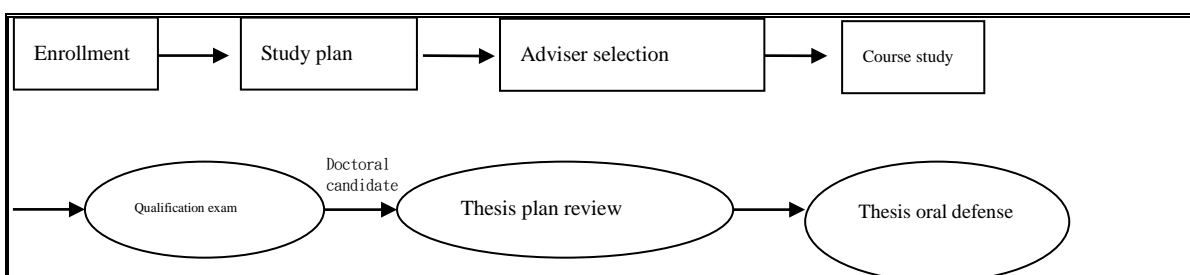 Enrollment
Study plan
Adviser selection
Course study
Doctoral
candidate
Qualification exam
Thesis plan review
Thesis oral defense